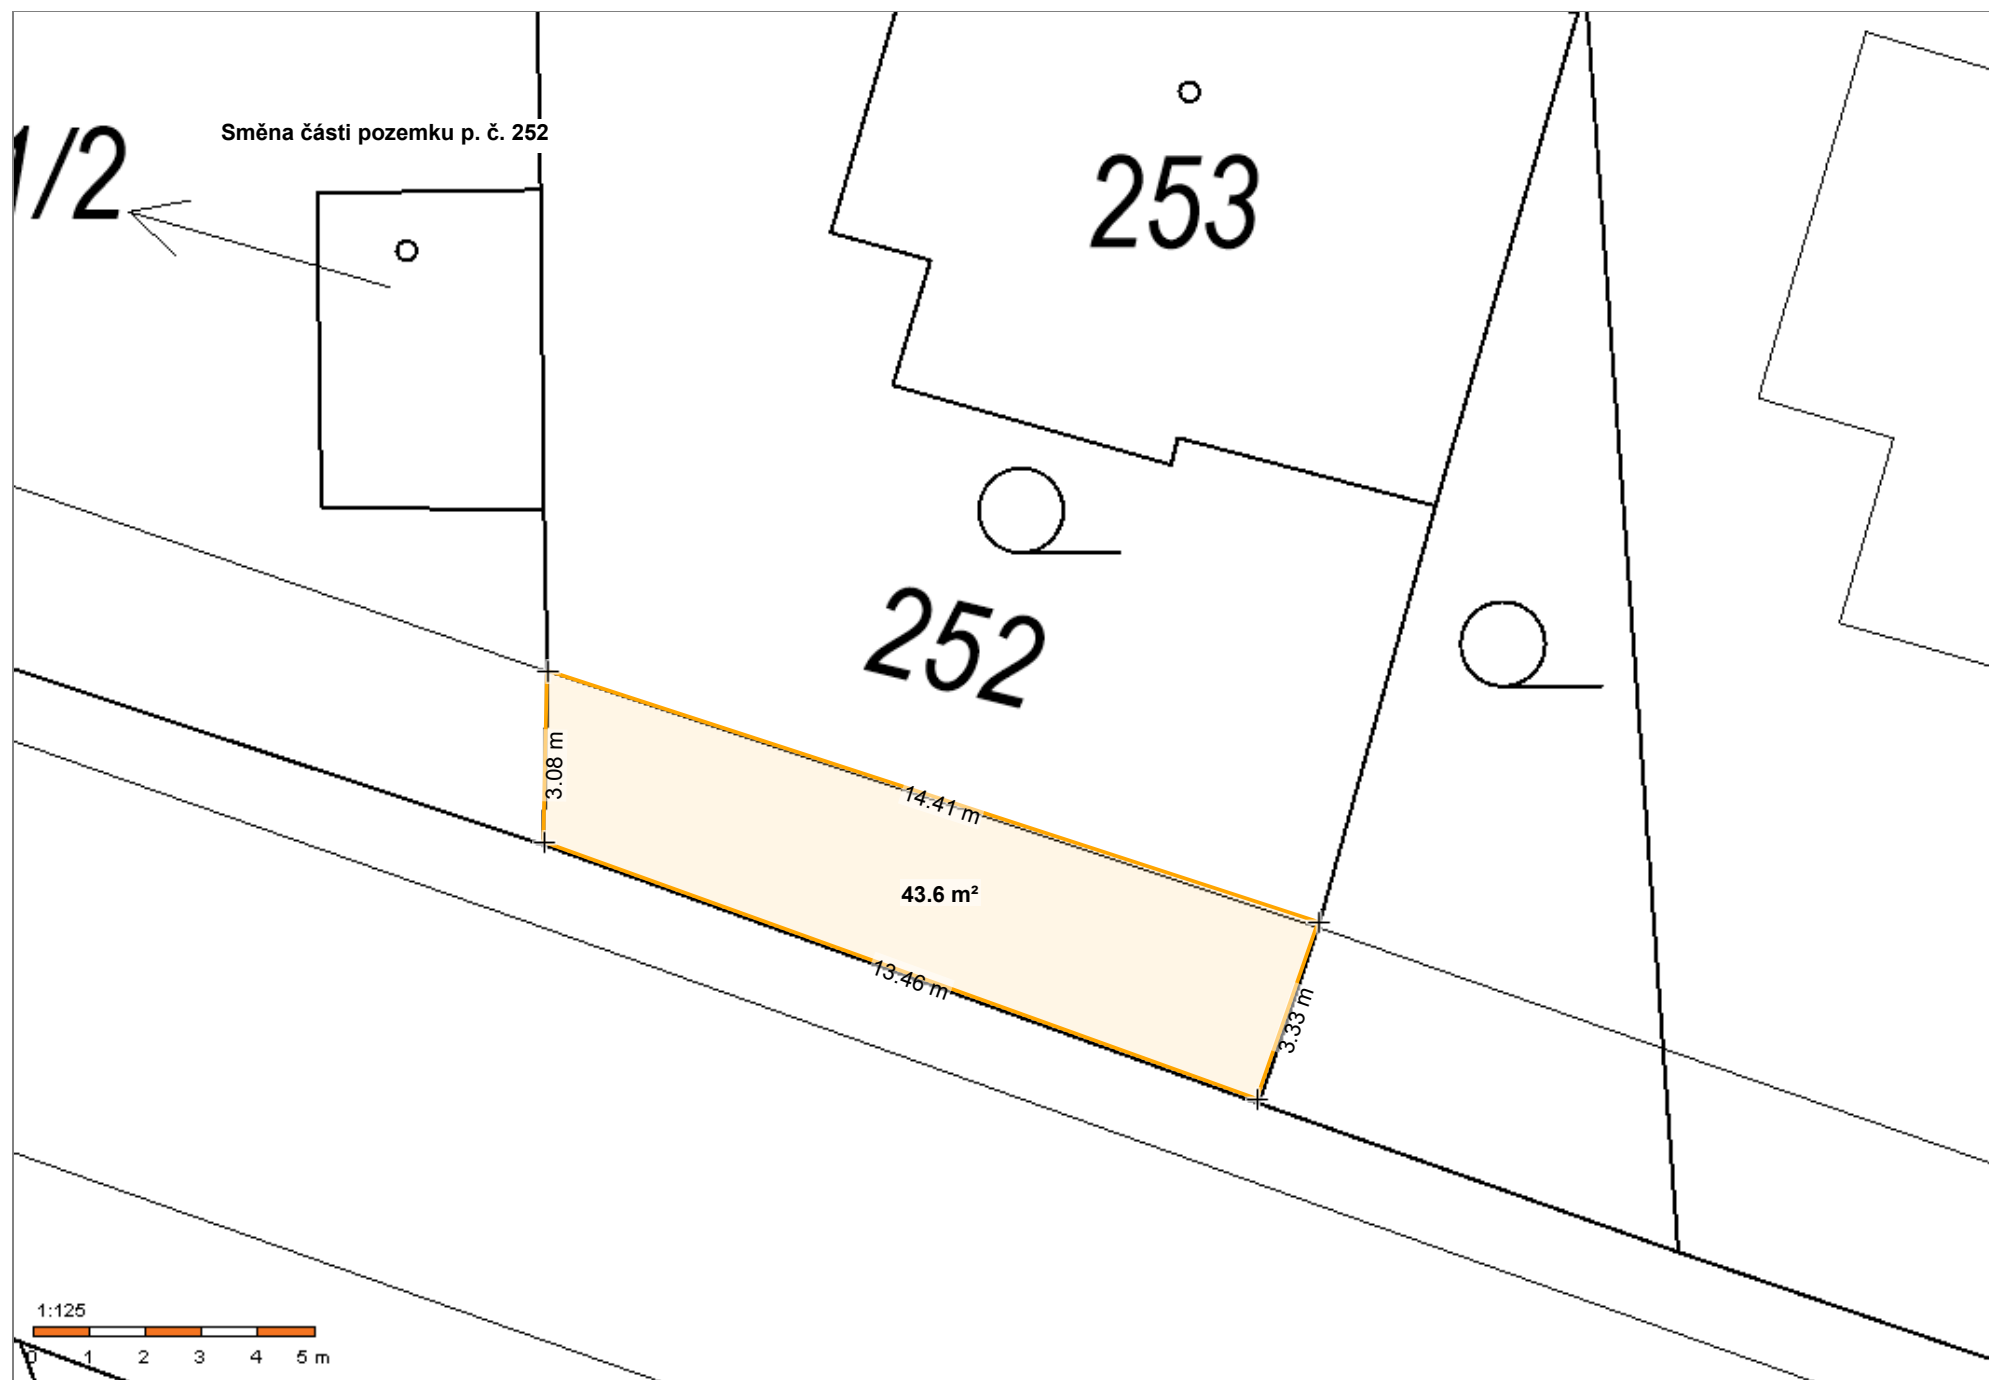 Směna části pozemku p. č. 252
1/2
253
252
3.08 m
14.41 m
43.6 m²
13.46 m
3.33 m
1:125
0 1 2 3 4 5 m